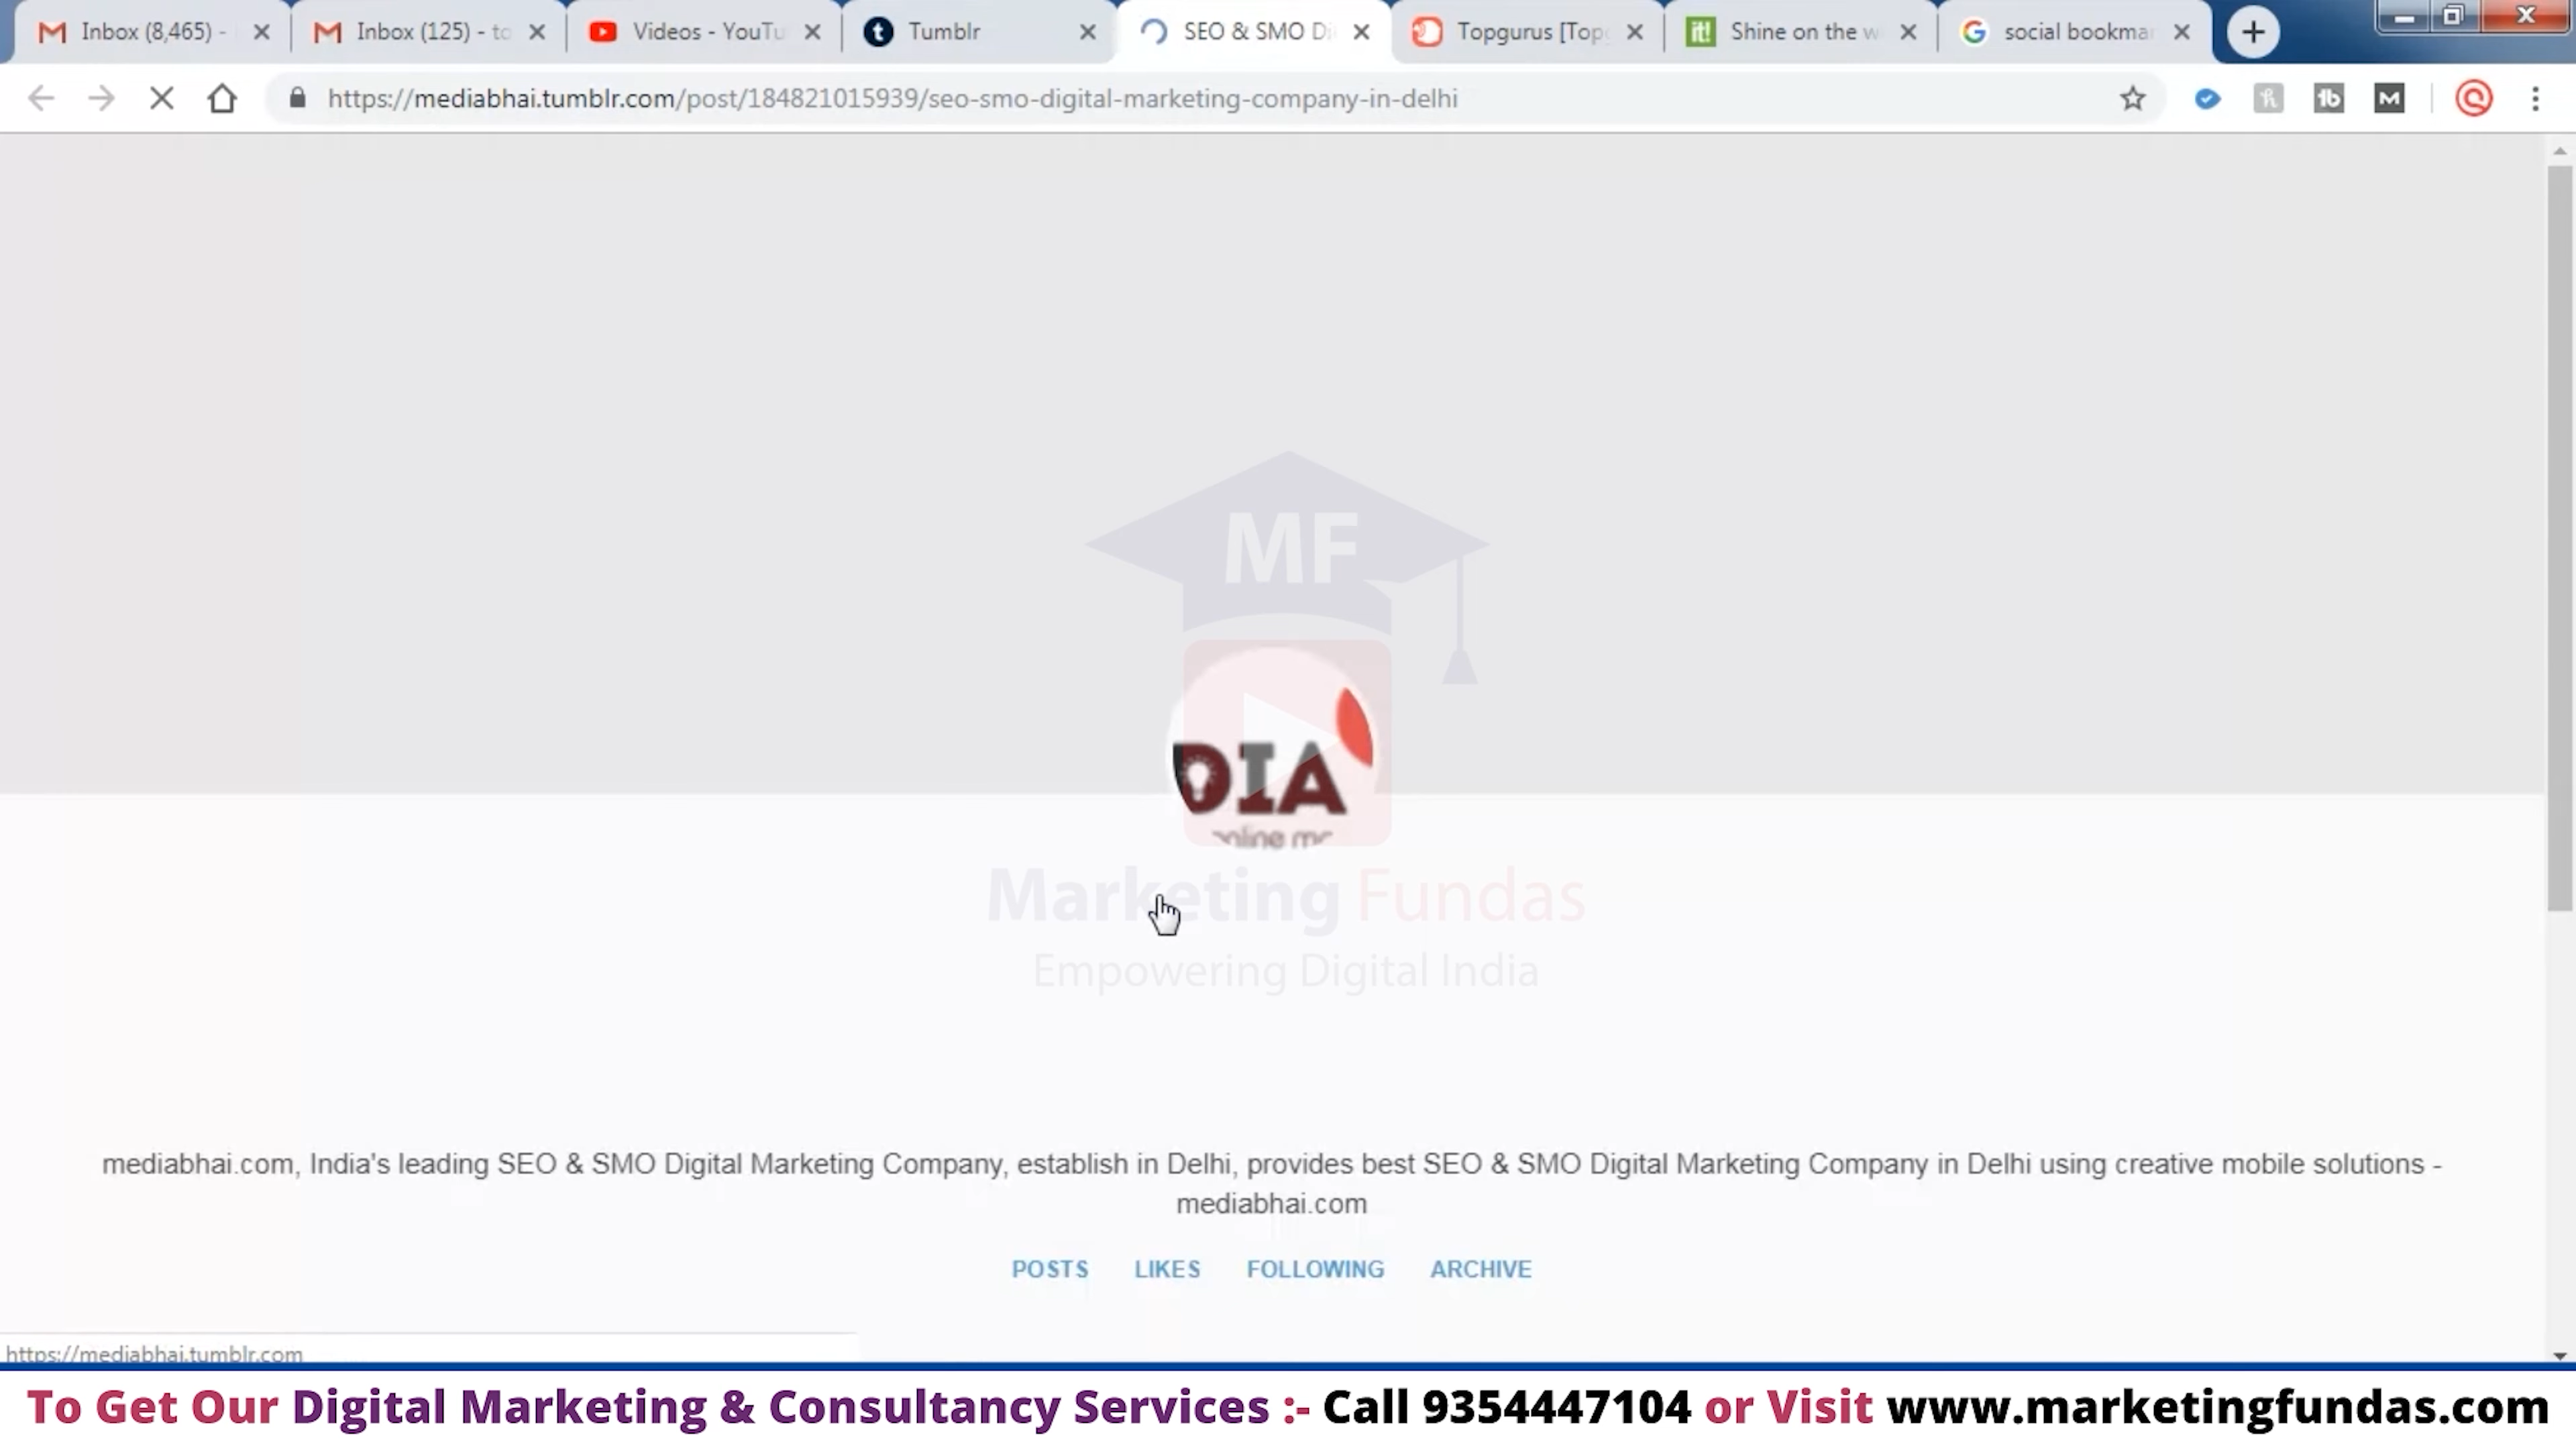 Inbox (8,465) -
Inbox (125) - to
Videos - YouTu
Tumblr
SEO & SMO Di
Topgurus [Topg
it! Shine on the w
social bookmar
https://mediabhai.tumblr.com/post/184821015939/seo-smo-digital-marketing-company-in-delhi
MF
DIA
online
Marketing Fundas
Empowering Digital India
mediabhai.com, India's leading SEO & SMO Digital Marketing Company, establish in Delhi, provides best SEO & SMO Digital Marketing Company in Delhi using creative mobile solutions -
mediabhai.com
POSTS LIKES FOLLOWING ARCHIVE
https://mediabhai.tumblr.com
To Get Our Digital Marketing & Consultancy Services :- Call 9354447104 or Visit www.marketingfundas.com